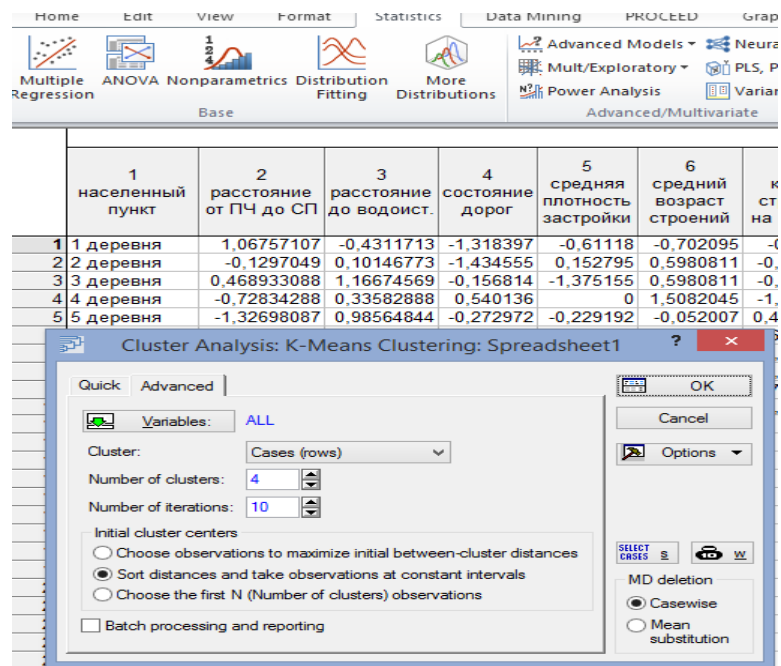 Home Edit View Format Statistics Data Mining PROCEED
Multiple Regression
ANOVA
Nonparametrics
Distribution Fitting
More Distributions
Base
Advanced Models
Mult/Exploratory
Power Analysis
PLS,
Advanced/Multivariate
1 населенный пункт
2 расстояние от ПЧ до СП
3 расстояние до водоист.
4 состояние дорог
5 средняя плотность застройки
6 средний возраст строений
на
1 1 деревня 1,06756107 -0,4311713 -1,318397 -0,61118 -0,702095
2 2 деревня -0,1297049 0,10146773 -1,434555 0,152795 0,5980811
3 3 деревня 0,468933088 1,16674569 -0,156814 -1,375155 0,5980811
4 4 деревня -0,72834288 0,33582888 0,540136 0 1,5082045
5 5 деревня -1,32698087 0,98564844 -0,272972 -0,229192 -0,052007
Cluster Analysis: K-Means Clustering: Spreadsheet1 ?
Quick Advanced
Variables: ALL
Cluster: Cases (rows)
Number of clusters: 4
Number of iterations: 10
Initial cluster centers
Choose observations to maximize initial between-cluster distances
Sort distances and take observations at constant intervals
Choose the first N (Number of clusters) observations
Batch processing and reporting
OK
Cancel
Options
SELECT CASES S
W
MD deletion
Casewise
Mean substitution